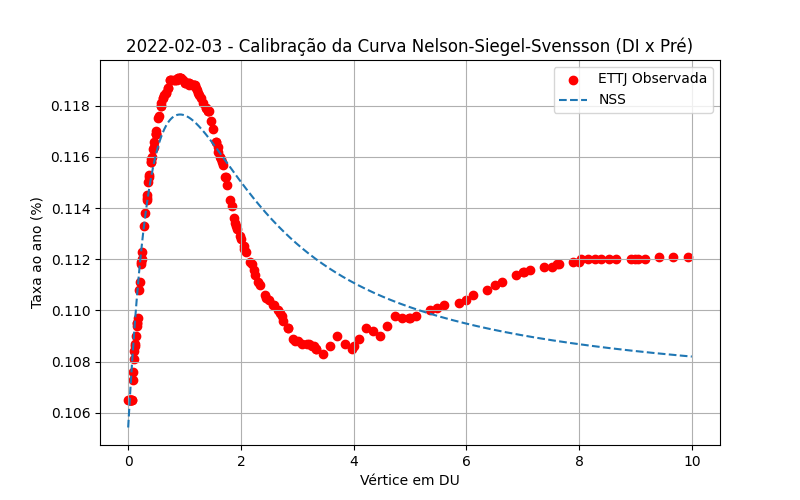 2022-02-03 - Calibração da Curva Nelson-Siegel-Svensson (DI x Pré)
ETTJ Observada
NSS
Taxa ao ano (%)
0.118
0.116
0.114
0.112
0.110
0.108
0.106
0 2 4 6 8 10
Vértice em DU